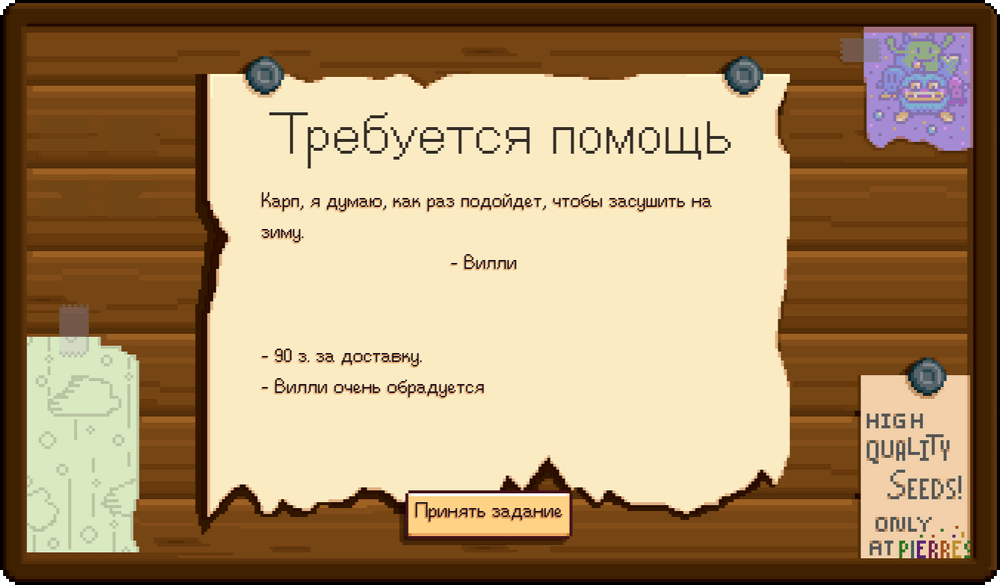 Требуется помощь
Карп, я думаю, как раз подойдет, чтобы засушить на
зиму.
- Вилли
- 90 з. за доставку.
- Вилли очень обрадуется
Принять задание
HIGH
QUALITY
SEEDS!
ONLY
AT PIERRES